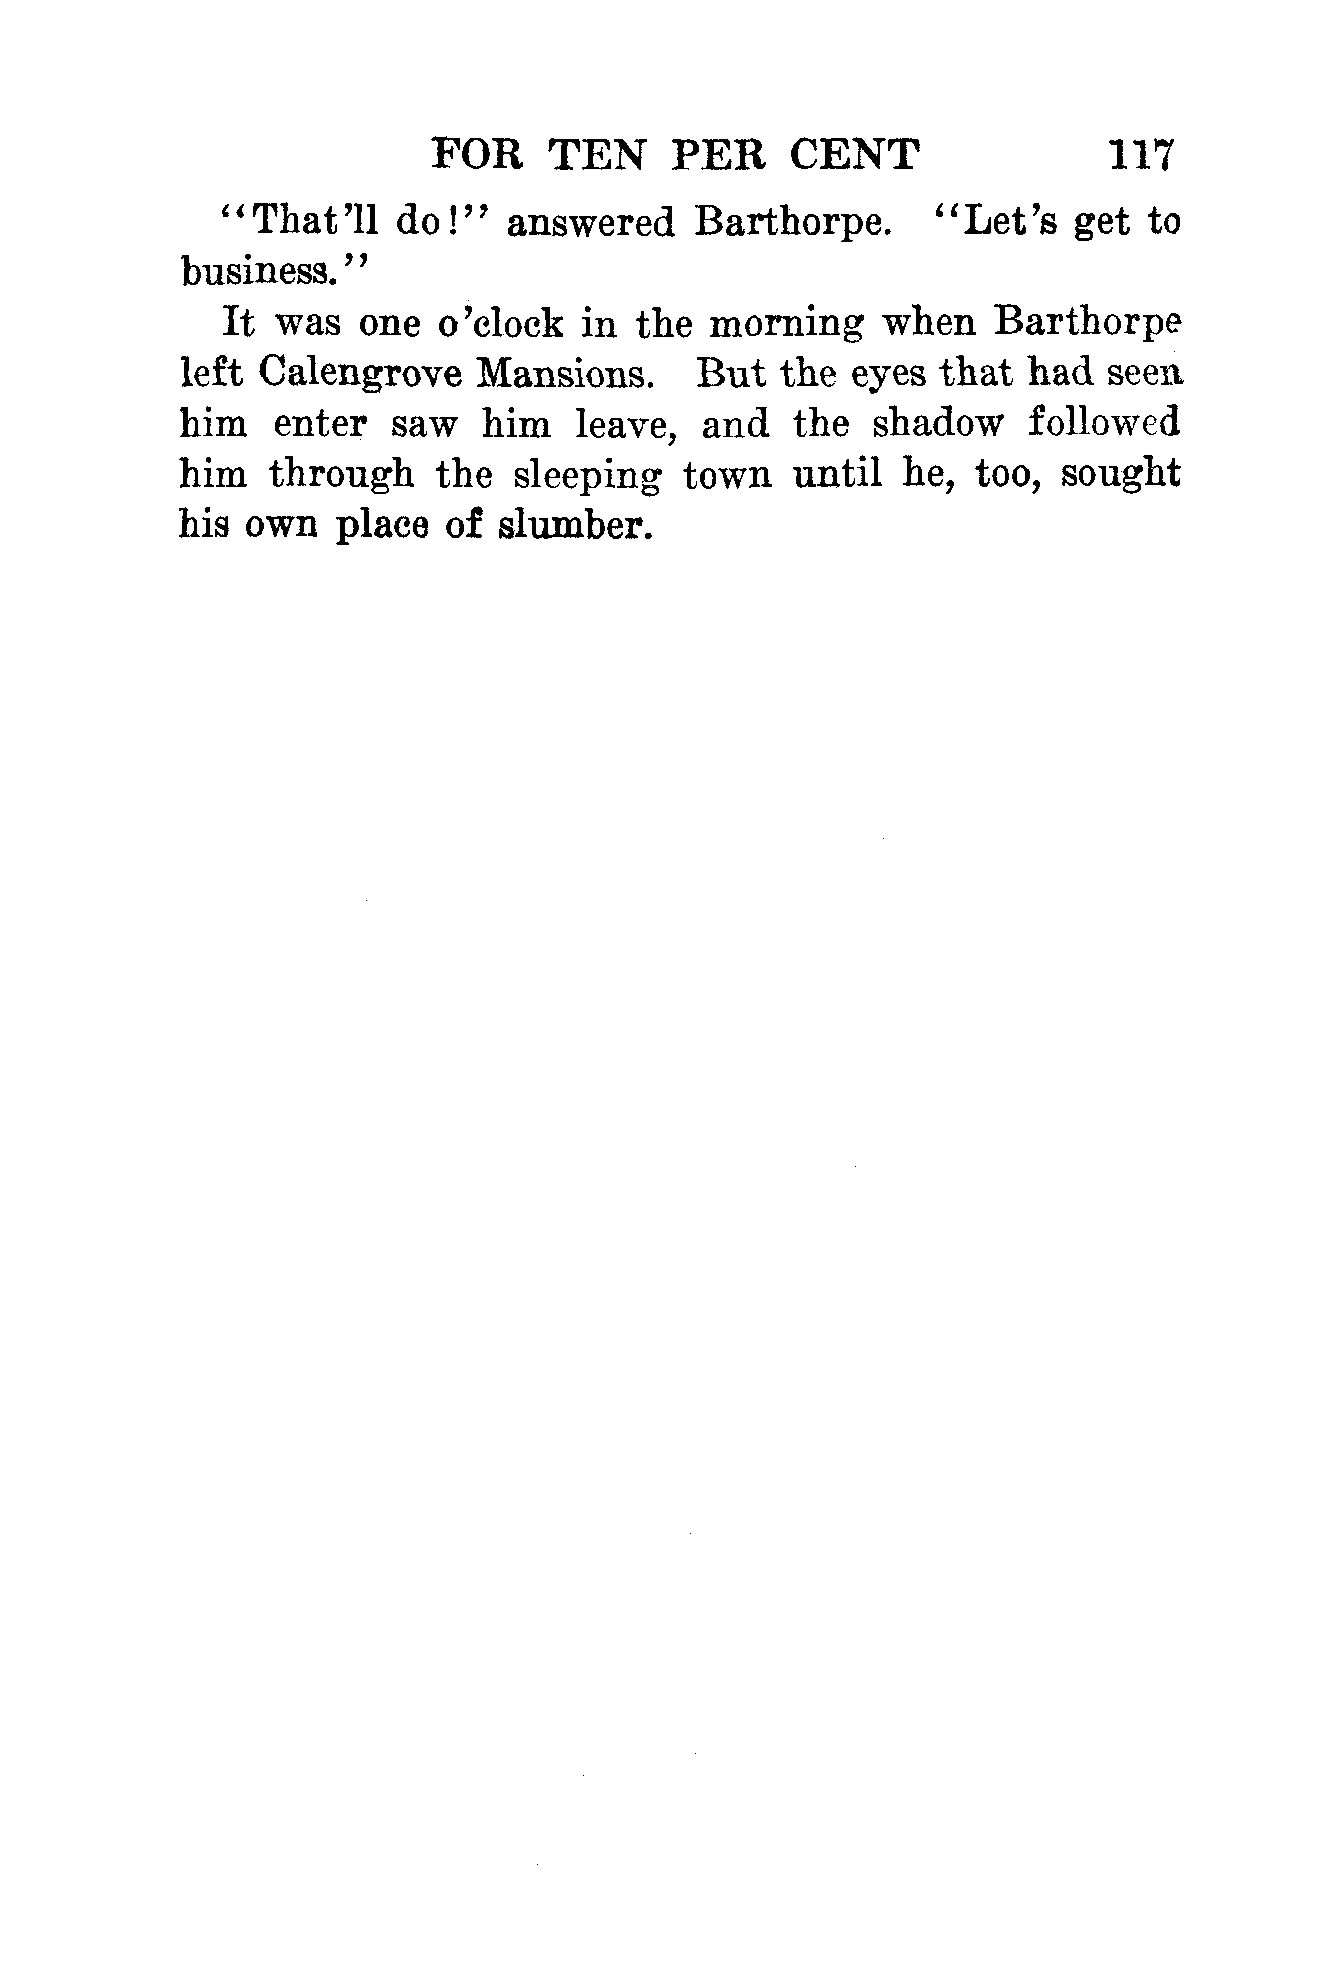 FOR TEN PER CENT 117
"That'll do!" answered Barthorpe. "Let's get to
business."
It was one o'clock in the morning when Barthorpe
left Calengrove Mansions. But the eyes that had seen
him enter saw him leave, and the shadow followed
him through the sleeping town until he, too, sought
his own place of slumber.